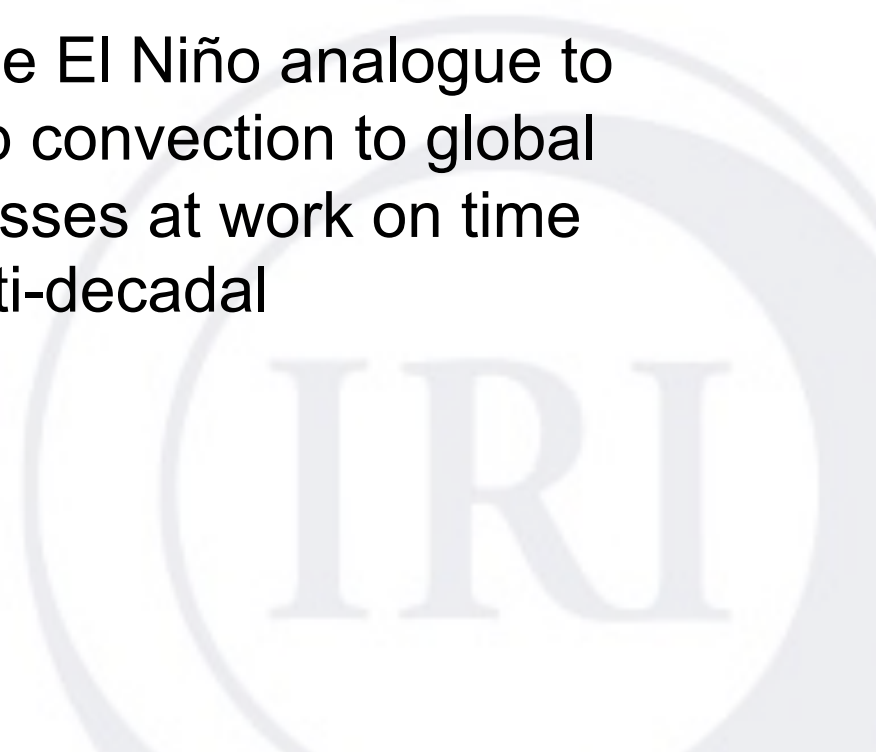 e El Niño analogue to
convection to global
sses at work on time
ti-decadal
IRI